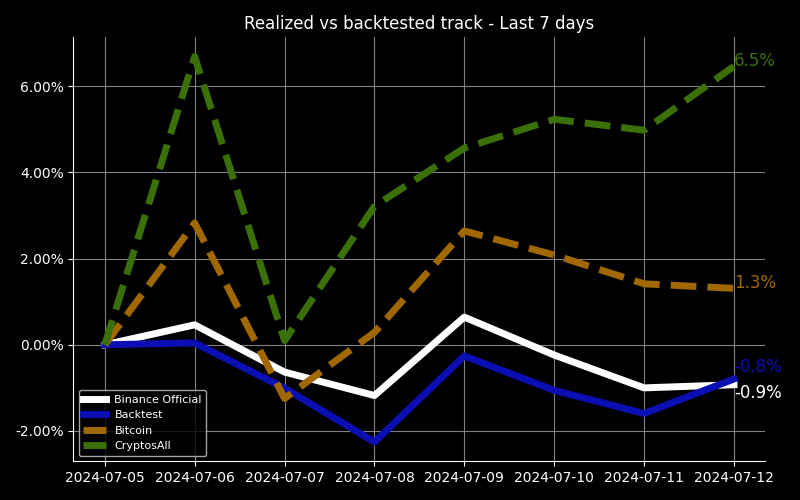 Realized vs backtested track - Last 7 days
6.5%
6.00%
4.00%
2.00%
1.3%
0.00%
-0.8%
-0.9%
Binance Official
Backtest
Bitcoin
CryptosAll
-2.00%
2024-07-05 2024-07-06 2024-07-07 2024-07-08 2024-07-09 2024-07-10 2024-07-11 2024-07-12